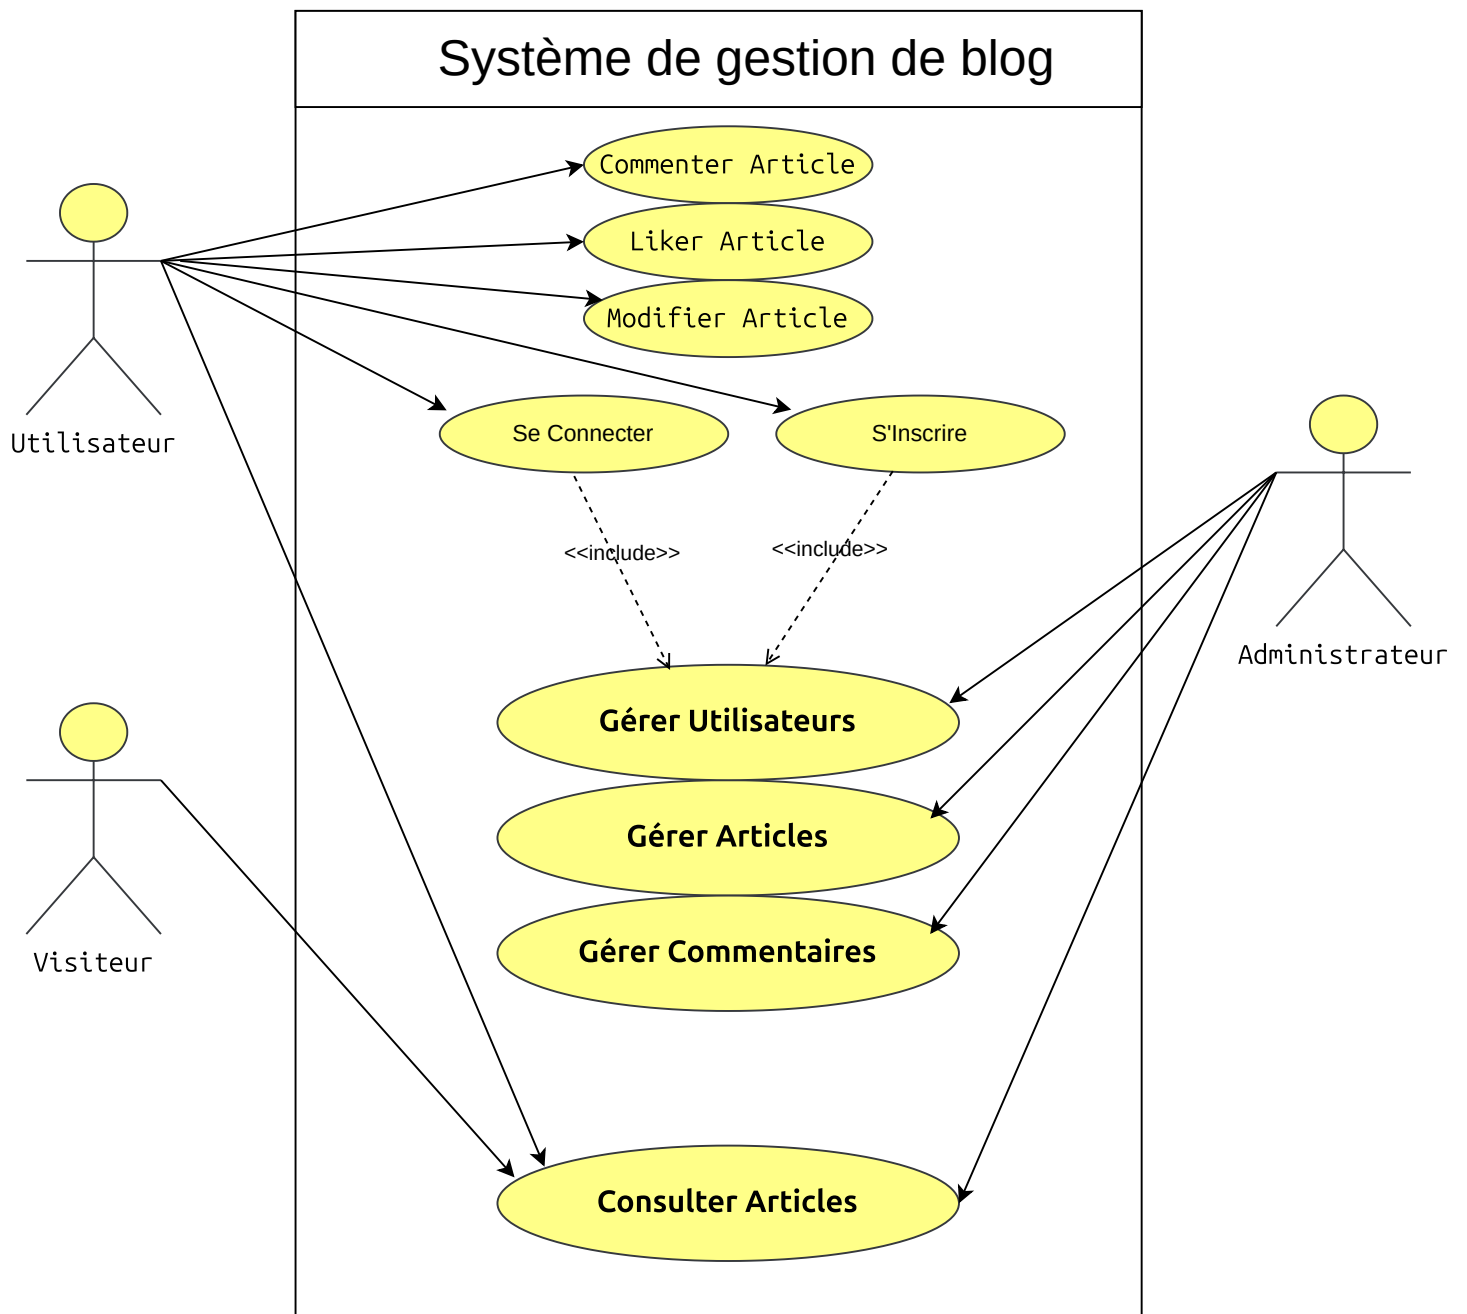 Système de gestion de blog
Commenter Article
Liker Article
Modifier Article
Utilisateur
Se Connecter
S'Inscrire
<<include>>
<<include>>
Administrateur
Gérer Utilisateurs
Gérer Articles
Gérer Commentaires
Visiteur
Consulter Articles